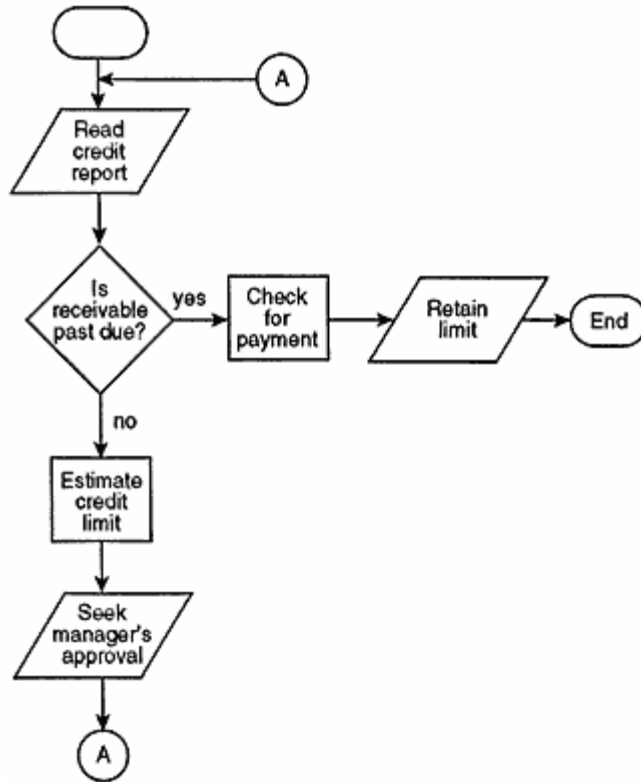 A
Read
credit
report
Is
receivable
past due?
yes
Check
for
payment
Retain
limit
End
no
Estimate
credit
limit
Seek
manager's
approval
A